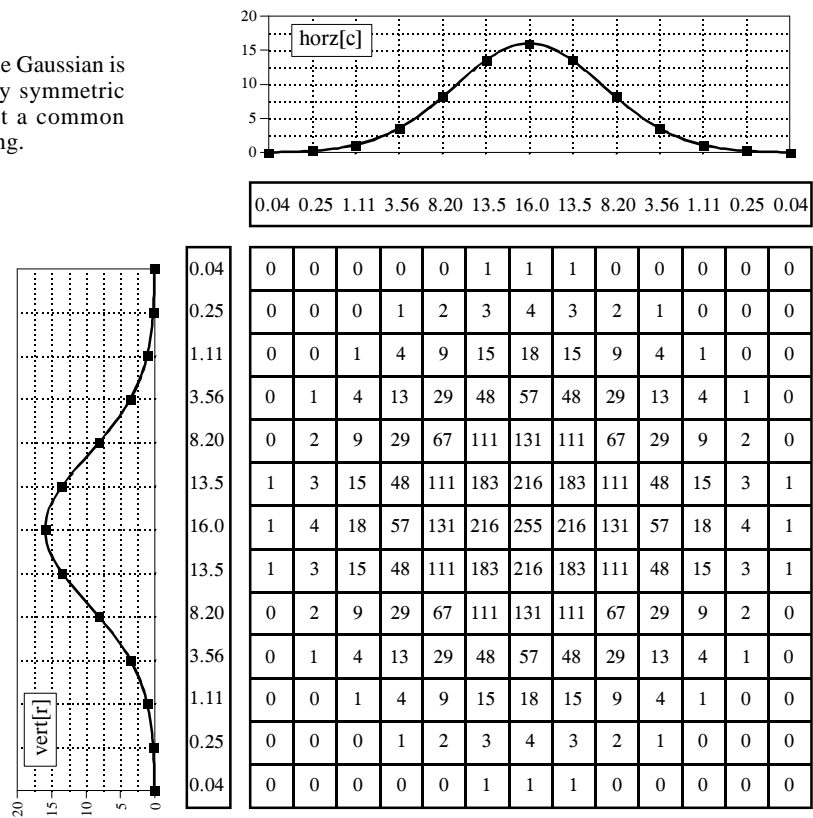 e Gaussian is
y symmetric
t a common
ng.
20
15
10
5
0
horz[c]
0.04 0.25 1.11 3.56 8.20 13.5 16.0 13.5 8.20 3.56 1.11 0.25 0.04
0.04 0 0 0 0 0 1 1 1 0 0 0 0 0
0.25 0 0 0 1 2 3 4 3 2 1 0 0 0
1.11 0 0 1 4 9 15 18 15 9 4 1 0 0
3.56 0 1 4 13 29 48 57 48 29 13 4 1 0
8.20 0 2 9 29 67 111 131 111 67 29 9 2 0
13.5 1 3 15 48 111 183 216 183 111 48 15 3 1
16.0 1 4 18 57 131 216 255 216 131 57 18 4 1
13.5 1 3 15 48 111 183 216 183 111 48 15 3 1
8.20 0 2 9 29 67 111 131 111 67 29 9 2 0
3.56 0 1 4 13 29 48 57 48 29 13 4 1 0
1.11 0 0 1 4 9 15 18 15 9 4 1 0 0
0.25 0 0 0 1 2 3 4 3 2 1 0 0 0
0.04 0 0 0 0 0 1 1 1 0 0 0 0 0
vert[r]
20 15 10 5 0